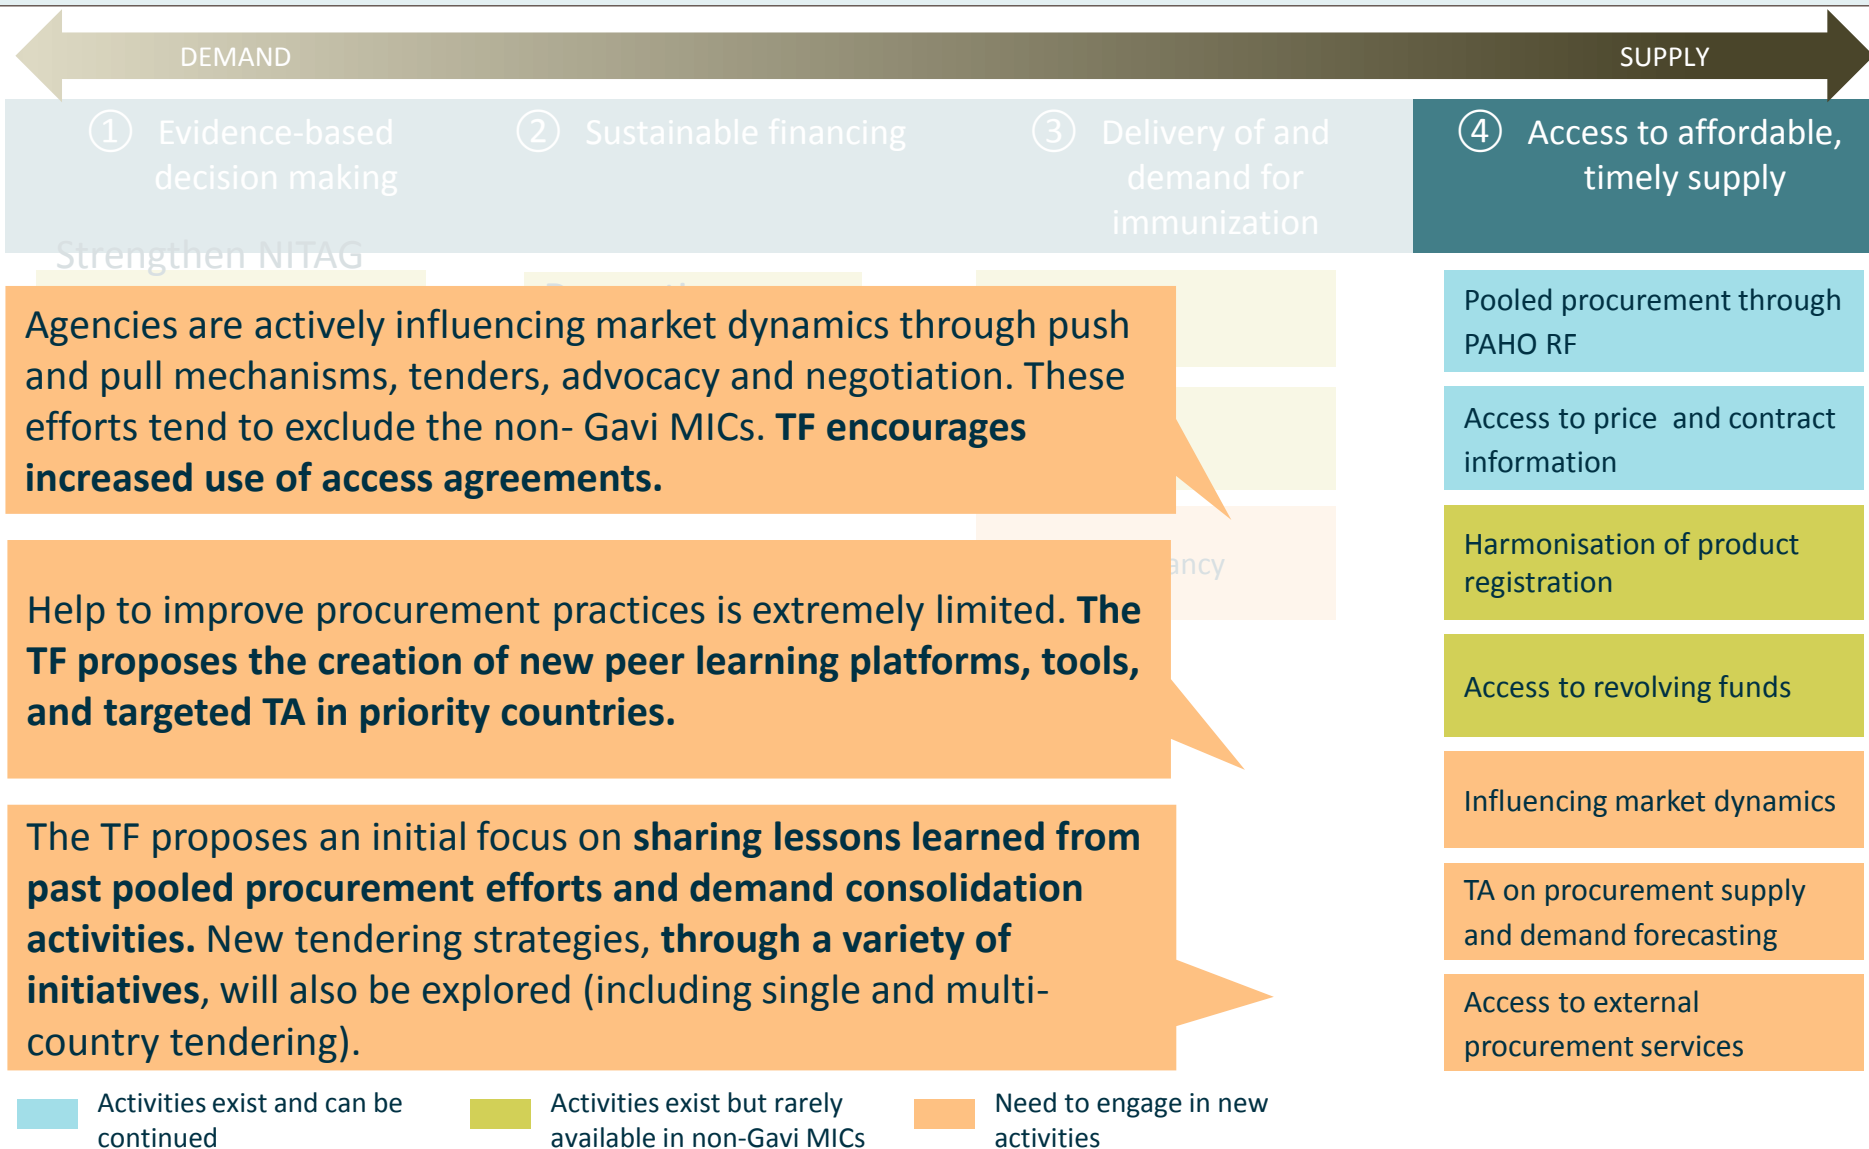 DEMAND
SUPPLY
① Evidence-based
decision making
② Sustainable financing
③ Delivery of and
demand for
immunization
④ Access to affordable,
timely supply
Strengthen NITAG
Agencies are actively influencing market dynamics through push
and pull mechanisms, tenders, advocacy and negotiation. These
efforts tend to exclude the non- Gavi MICs. TF encourages
increased use of access agreements.
ancy
Help to improve procurement practices is extremely limited. The
TF proposes the creation of new peer learning platforms, tools,
and targeted TA in priority countries.
The TF proposes an initial focus on sharing lessons learned from
past pooled procurement efforts and demand consolidation
activities. New tendering strategies, through a variety of
initiatives, will also be explored (including single and multi-
country tendering).
Pooled procurement through
PAHO RF
Access to price and contract
information
Harmonisation of product
registration
Access to revolving funds
Influencing market dynamics
TA on procurement supply
and demand forecasting
Access to external
procurement services
Activities exist and can be
continued
Activities exist but rarely
available in non-Gavi MICs
Need to engage in new
activities